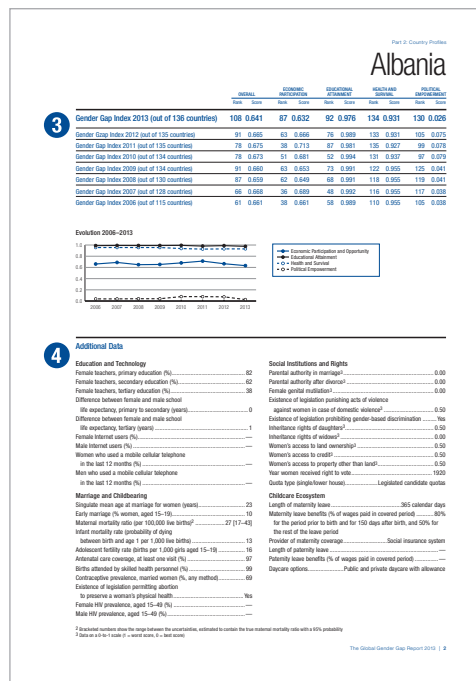 Part 2: Country Profiles
Albania
OVERALL ECONOMIC PARTICIPATION EDUCATIONAL ATTAINMENT HEALTH AND SURVIVAL POLITICAL EMPOWERMENT
Rank Score Rank Score Rank Score Rank Score Rank Score
3
Gender Gap Index 2013 (out of 136 countries) 108 0.641 87 0.632 92 0.976 134 0.931 130 0.026
Gender Gzap Index 2012 (out of 135 countries) 91 0.665 63 0.666 76 0.989 133 0.931 105 0.075
Gender Gap Index 2011 (out of 135 countries) 78 0.675 38 0.713 87 0.981 135 0.927 99 0.078
Gender Gap Index 2010 (out of 134 countries) 78 0.673 51 0.681 52 0.994 131 0.937 97 0.079
Gender Gap Index 2009 (out of 134 countries) 91 0.660 63 0.653 73 0.991 122 0.955 125 0.041
Gender Gap Index 2008 (out of 130 countries) 87 0.659 62 0.649 68 0.991 118 0.955 119 0.041
Gender Gap Index 2007 (out of 128 countries) 66 0.668 36 0.689 48 0.992 116 0.955 117 0.038
Gender Gap Index 2006 (out of 115 countries) 61 0.661 38 0.661 58 0.989 110 0.955 105 0.038
Evolution 2006–2013
1.0
0.8
0.6
0.4
0.2
0.0
2006 2007 2008 2009 2010 2011 2012 2013
Economic Participation and Opportunity
Educational Attainment
Health and Survival
Political Empowerment
4
Additional Data
Education and Technology
Female teachers, primary education (%) 82
Female teachers, secondary education (%) 62
Female teachers, tertiary education (%) 38
Difference between female and male school
life expectancy, primary to secondary (years) 0
Difference between female and male school
life expectancy, tertiary (years) 1
Female Internet users (%) —
Male Internet users (%) —
Women who used a mobile cellular telephone
in the last 12 months (%) —
Men who used a mobile cellular telephone
in the last 12 months (%) —
Marriage and Childbearing
Singulate mean age at marriage for women (years) 23
Early marriage (% women, aged 15–19) 10
Maternal mortality ratio (per 100,000 live births)2 27 [17–43]
Infant mortality rate (probability of dying
between birth and age 1 per 1,000 live births) 13
Adolescent fertility rate (births per 1,000 girls aged 15–19) 16
Antenatal care coverage, at least one visit (%) 97
Births attended by skilled health personnel (%) 99
Contraceptive prevalence, married women (%, any method) 69
Existence of legislation permitting abortion
to preserve a woman's physical health Yes
Female HIV prevalence, aged 15–49 (%) —
Male HIV prevalence, aged 15–49 (%) —
Social Institutions and Rights
Parental authority in marriage3 0.00
Parental authority after divorce3 0.00
Female genital mutilation3 0.00
Existence of legislation punishing acts of violence
against women in case of domestic violence3 0.50
Existence of legislation prohibiting gender-based discrimination Yes
Inheritance rights of daughters3 0.50
Inheritance rights of widows3 0.00
Women's access to land ownership3 0.50
Women's access to credit3 0.50
Women's access to property other than land3 0.50
Year women received right to vote 1920
Quota type (single/lower house) Legislated candidate quotas
Childcare Ecosystem
Length of maternity leave 365 calendar days
Maternity leave benefits (% of wages paid in covered period) 80%
for the period prior to birth and for 150 days after birth, and 50% for
the rest of the leave period
Provider of maternity coverage Social insurance system
Length of paternity leave —
Paternity leave benefits (% of wages paid in covered period) —
Daycare options Public and private daycare with allowance
2 Bracketed numbers show the range between the uncertainties, estimated to contain the true maternal mortality ratio with a 95% probability
3 Data on a 0-to-1 scale (1 = worst score, 0 = best score)
The Global Gender Gap Report 2013 | 2